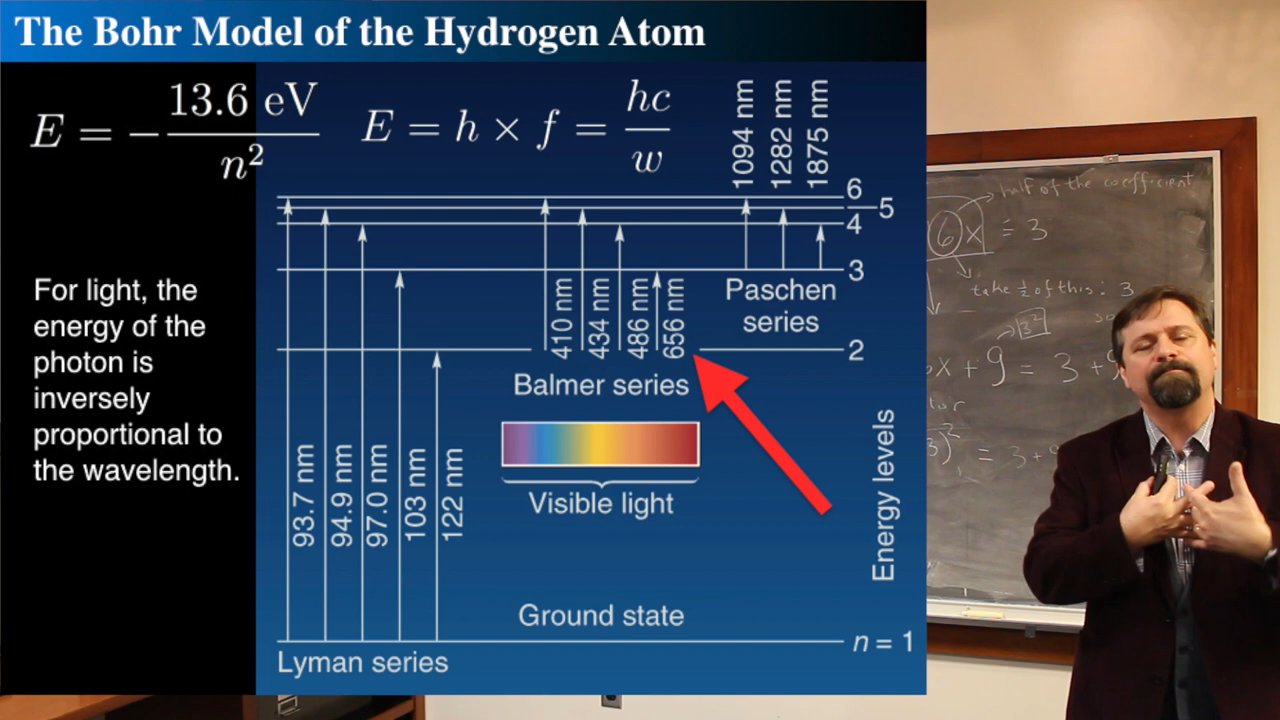 The Bohr Model of the Hydrogen Atom
E = - 13.6 eV / n²
E = h × f = hc / w
1094 nm
1282 nm
1875 nm
6
5
4
3
2
n = 1
For light, the
energy of the
photon is
inversely
proportional to
the wavelength.
410 nm
434 nm
486 nm
656 nm
Paschen
series
Balmer series
93.7 nm
94.9 nm
97.0 nm
103 nm
122 nm
Visible light
Energy levels
Ground state
Lyman series
half of the coefficient
6x = 3
take ½ of this: 3
3²
x + 9 = 3 + 9
3)² = 3 + 9